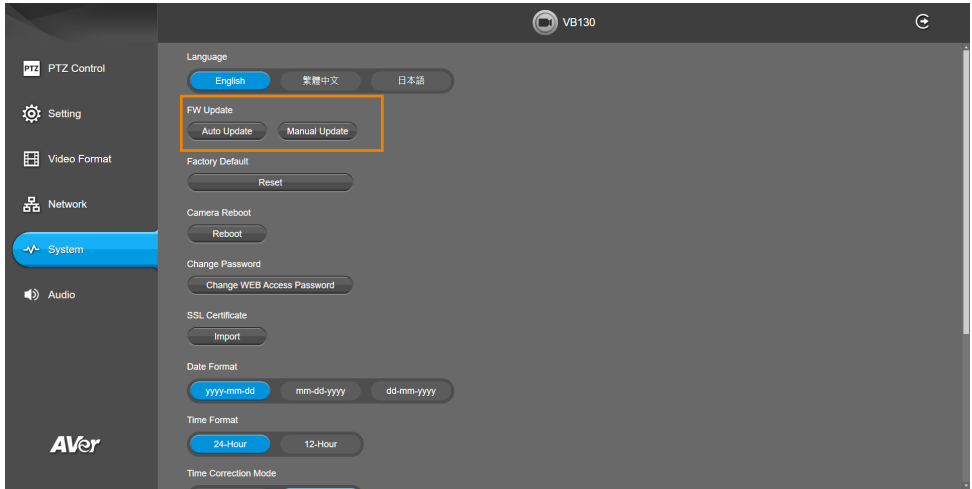 VB130
PTZ PTZ Control
Setting
Video Format
Network
System
Audio
AVer
Language
English 繁體中文 日本語
FW Update
Auto Update Manual Update
Factory Default
Reset
Camera Reboot
Reboot
Change Password
Change WEB Access Password
SSL Certificate
Import
Date Format
yyyy-mm-dd mm-dd-yyyy dd-mm-yyyy
Time Format
24-Hour 12-Hour
Time Correction Mode